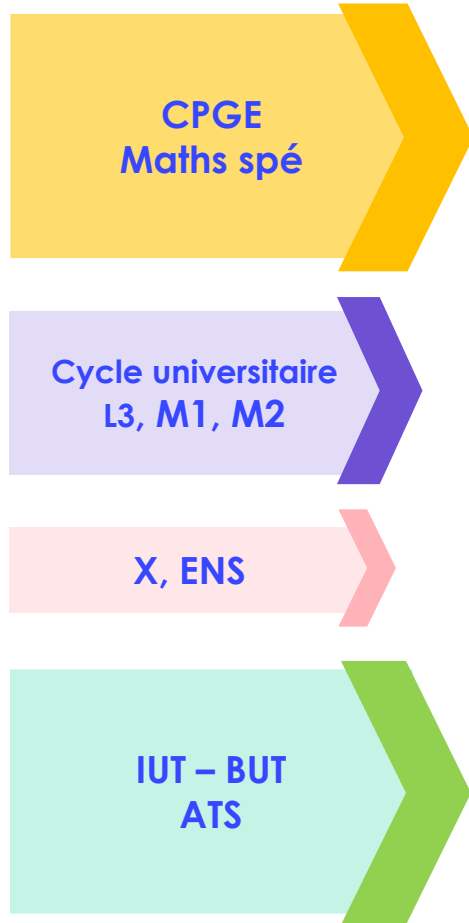 CPGE
Maths spé
Cycle universitaire
L3, M1, M2
X, ENS
IUT – BUT
ATS